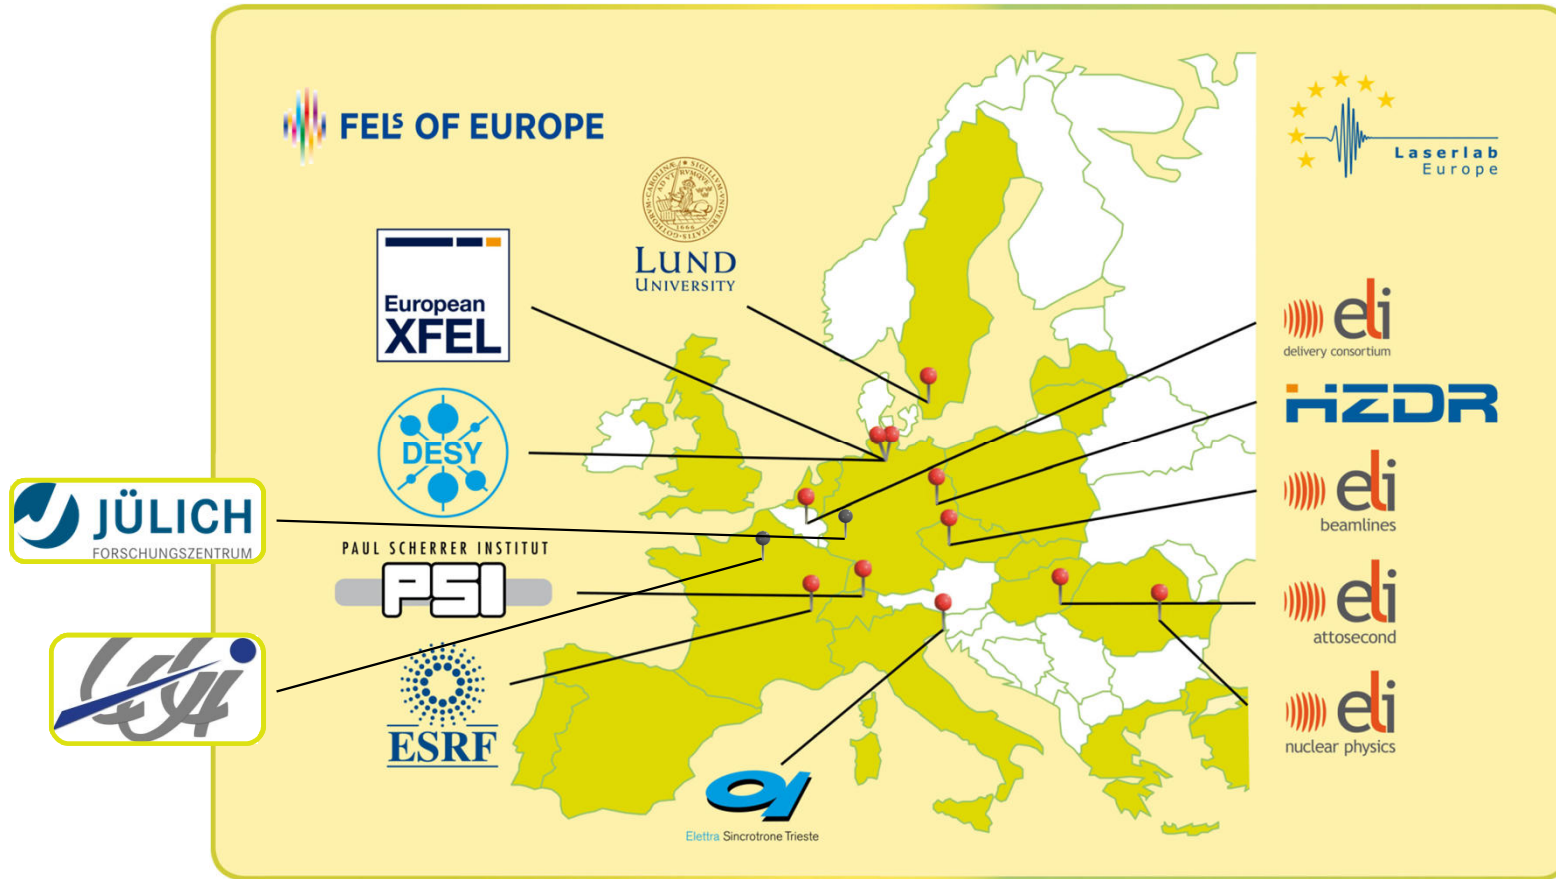 FELS OF EUROPE
Laserlab
Europe
LUND
UNIVERSITY
European
XFEL
eli
delivery consortium
HZDR
DESY
eli
beamlines
JÜLICH
FORSCHUNGSZENTRUM
PAUL SCHERRER INSTITUT
PSI
eli
attosecond
ESRF
eli
nuclear physics
Elettra Sincrotrone Trieste